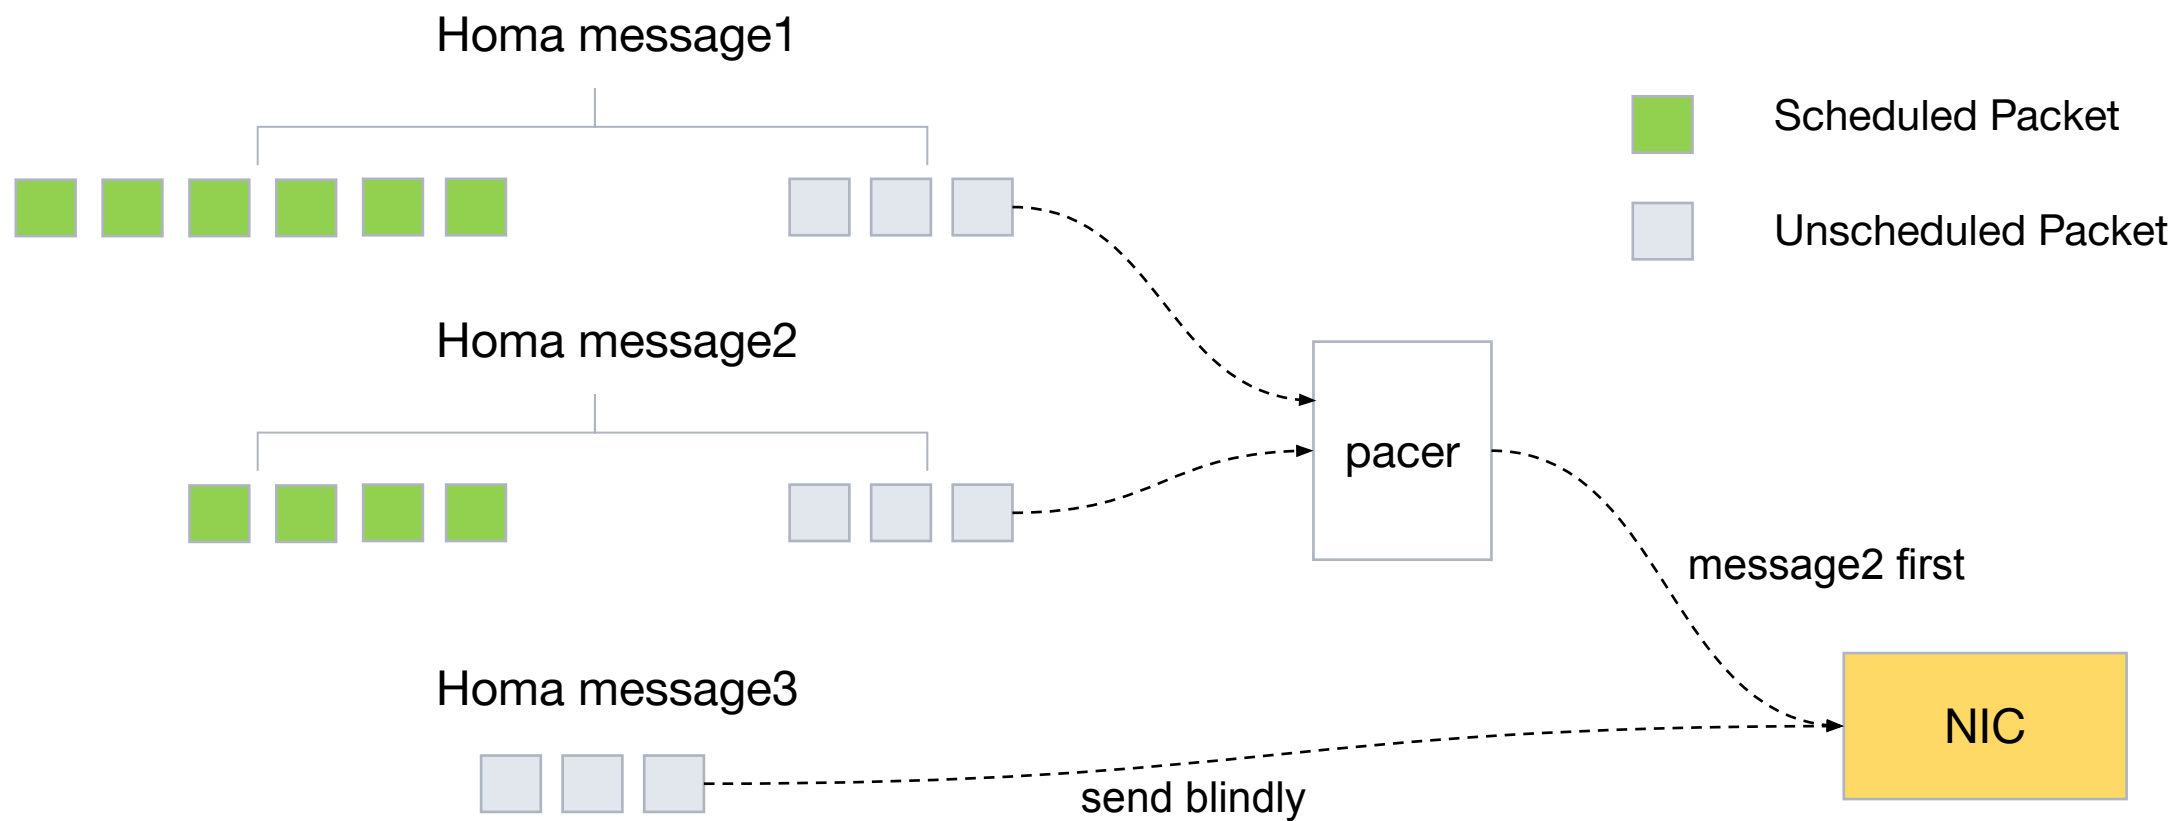 Homa message1
Scheduled Packet
Unscheduled Packet
Homa message2
pacer
message2 first
Homa message3
NIC
send blindly